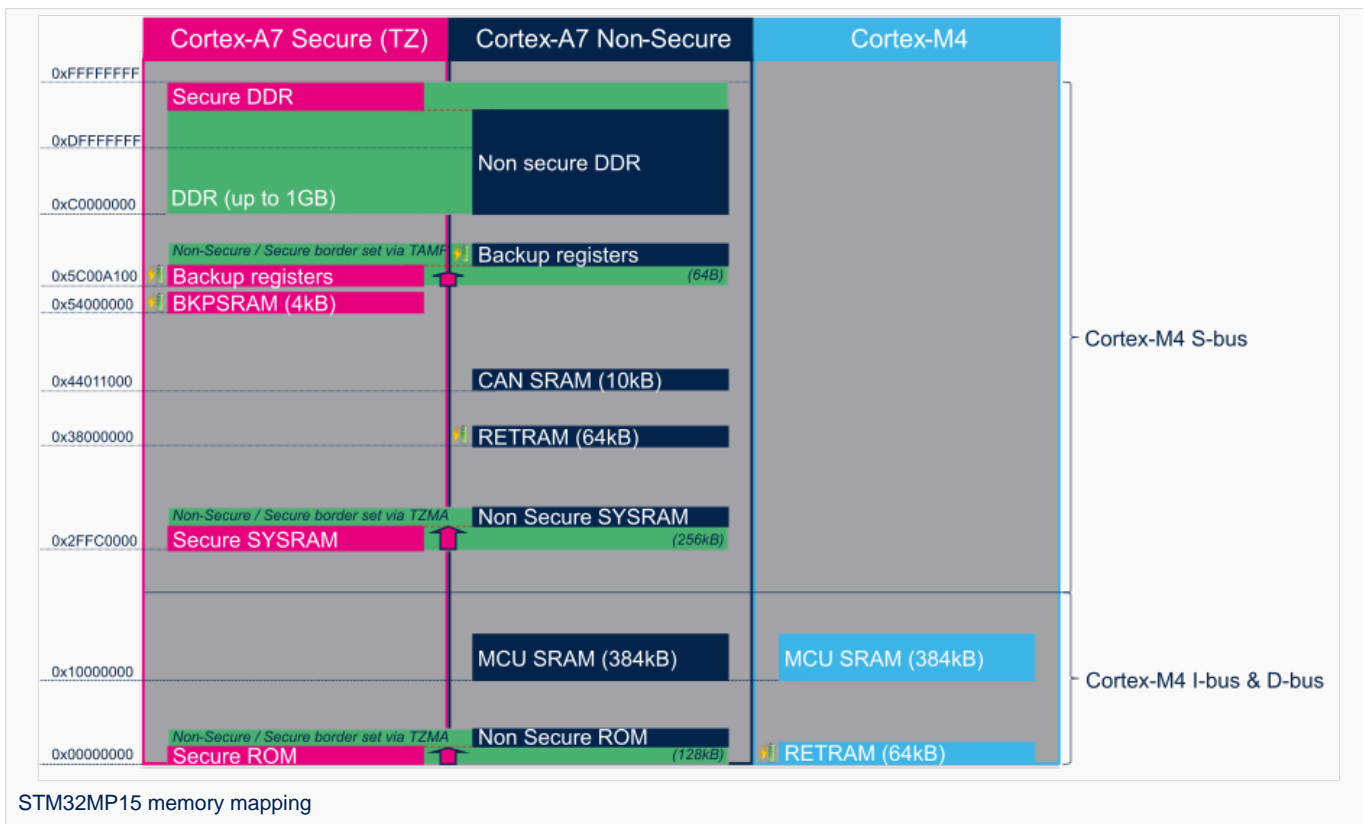 Cortex-A7 Secure (TZ)
Cortex-A7 Non-Secure
Cortex-M4
0xFFFFFFFF
Secure DDR
0xDFFFFFFF
Non secure DDR
DDR (up to 1GB)
0xC0000000
Non-Secure / Secure border set via TAMP
Backup registers
0x5C00A100
Backup registers
(64B)
0x54000000
BKPSRAM (4kB)
Cortex-M4 S-bus
0x44011000
CAN SRAM (10kB)
0x38000000
RETRAM (64kB)
Non-Secure / Secure border set via TZMA
Non Secure SYSRAM
0x2FFC0000
Secure SYSRAM
(256kB)
MCU SRAM (384kB)
MCU SRAM (384kB)
0x10000000
Cortex-M4 I-bus & D-bus
Non-Secure / Secure border set via TZMA
Non Secure ROM
0x00000000
Secure ROM
(128kB)
RETRAM (64kB)
STM32MP15 memory mapping